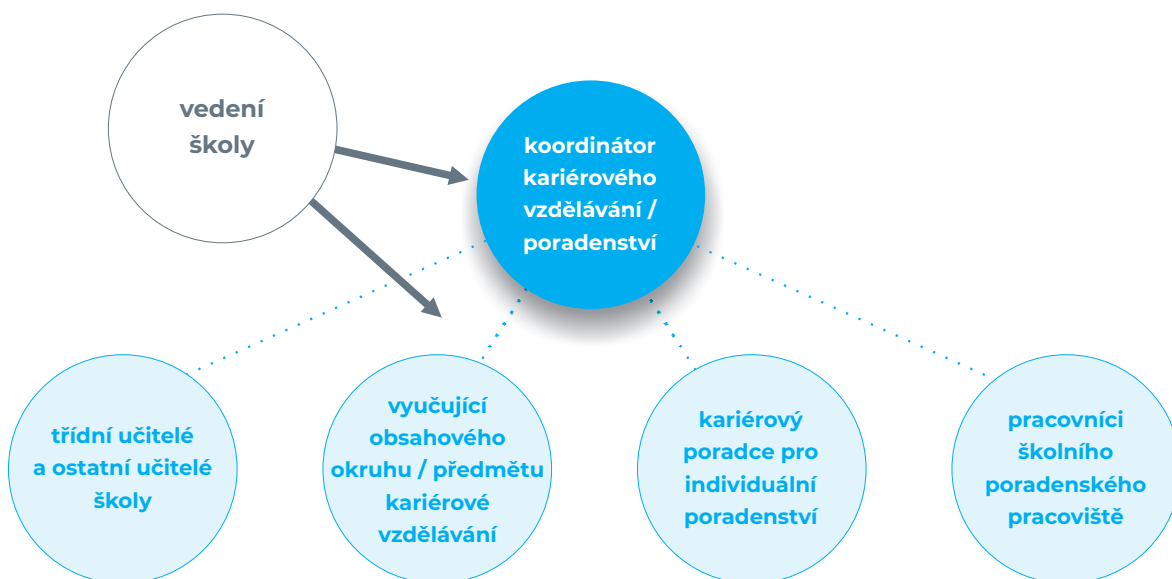 vedení
školy
koordinátor
kariérového
vzdělávání /
poradenství
třídní učitelé
a ostatní učitelé
školy
vyučující
obsahového
okruhu / předmětu
kariérové
vzdělávání
kariérový
poradce pro
individuální
poradenství
pracovníci
školního
poradenského
pracoviště